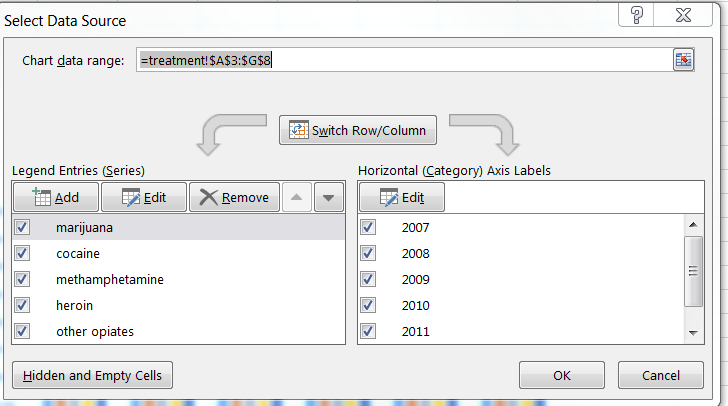 Select Data Source
Chart data range: =treatment!$A$3:$G$8
Switch Row/Column
Legend Entries (Series)
Add Edit Remove
marijuana
cocaine
methamphetamine
heroin
other opiates
Horizontal (Category) Axis Labels
Edit
2007
2008
2009
2010
2011
Hidden and Empty Cells
OK Cancel